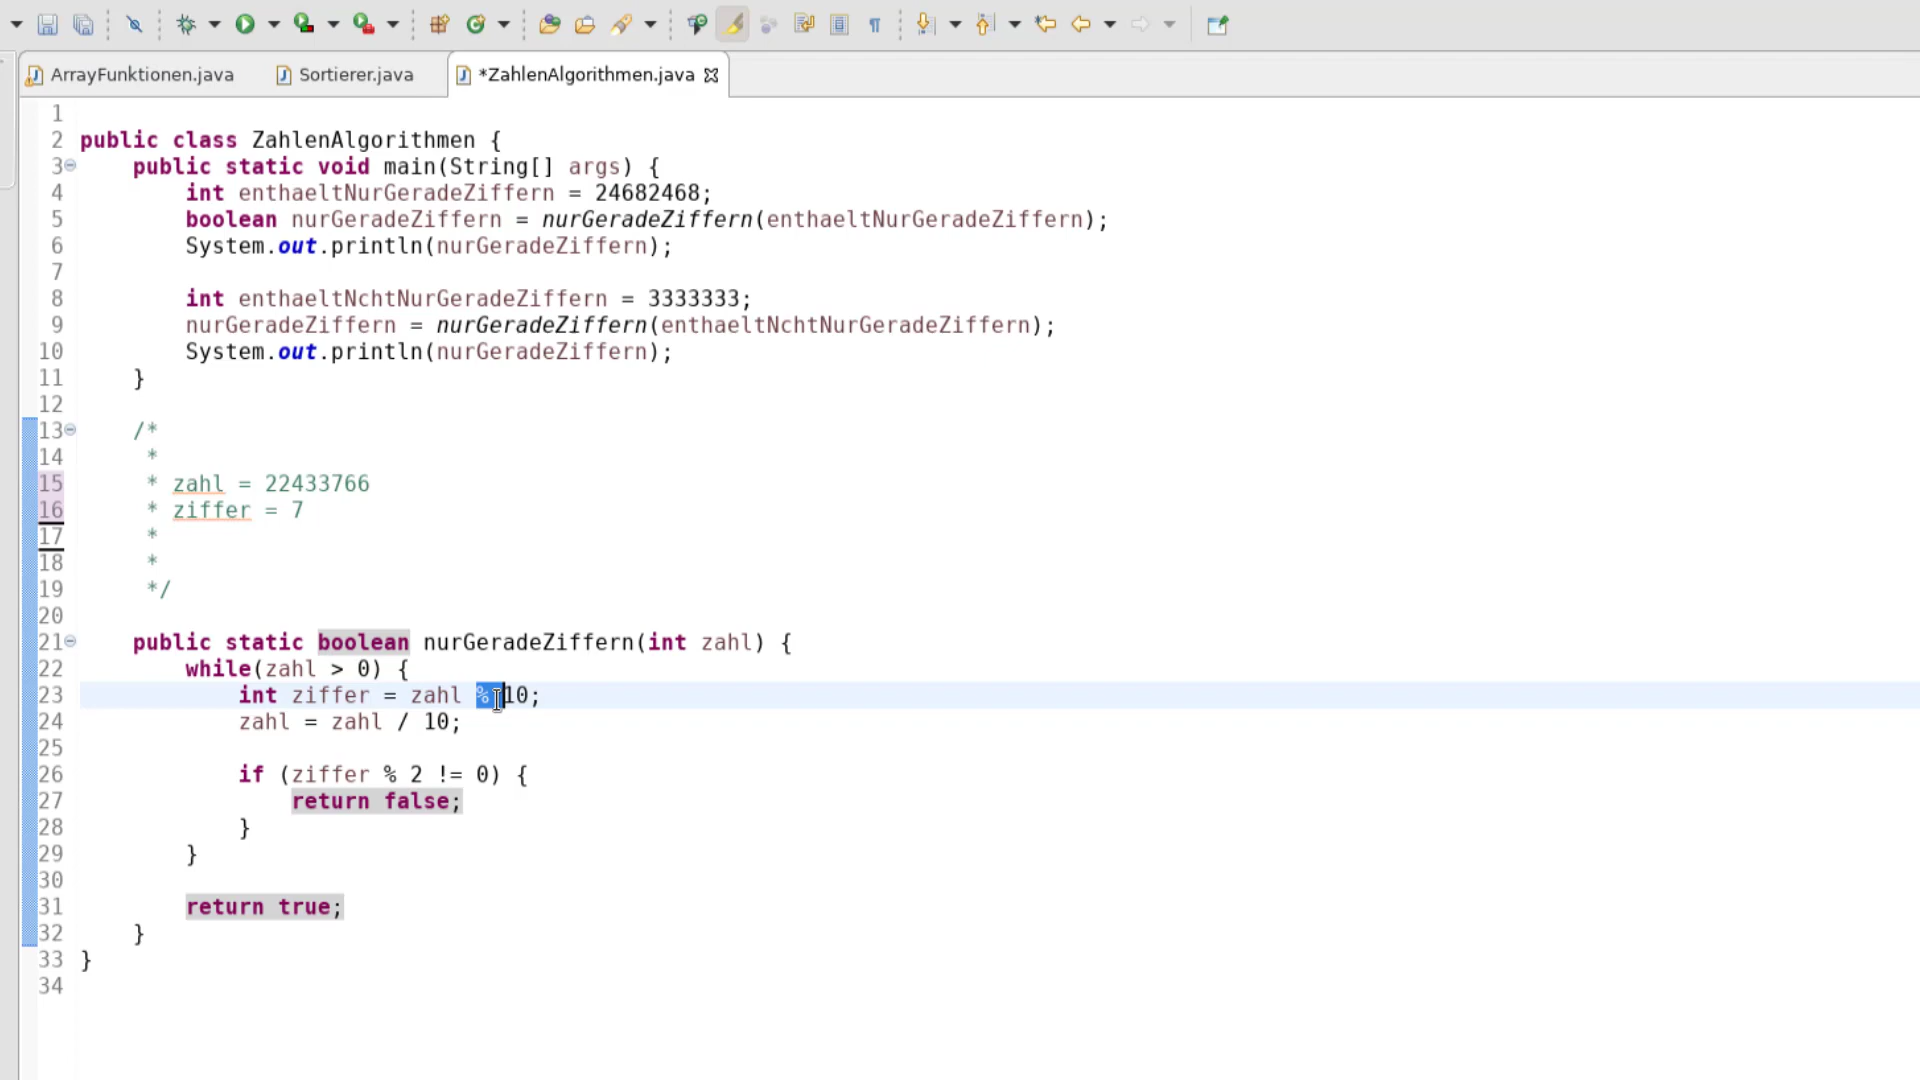 ArrayFunktionen.java Sortierer.java *ZahlenAlgorithmen.java
1
2 public class ZahlenAlgorithmen {
3 public static void main(String[] args) {
4 int enthaeltNurGeradeZiffern = 24682468;
5 boolean nurGeradeZiffern = nurGeradeZiffern(enthaeltNurGeradeZiffern);
6 System.out.println(nurGeradeZiffern);
7
8 int enthaeltNchtNurGeradeZiffern = 3333333;
9 nurGeradeZiffern = nurGeradeZiffern(enthaeltNchtNurGeradeZiffern);
10 System.out.println(nurGeradeZiffern);
11 }
12
13 /*
14 *
15 * zahl = 22433766
16 * ziffer = 7
17 *
18 *
19 */
20
21 public static boolean nurGeradeZiffern(int zahl) {
22 while(zahl > 0) {
23 int ziffer = zahl % 10;
24 zahl = zahl / 10;
25
26 if (ziffer % 2 != 0) {
27 return false;
28 }
29 }
30
31 return true;
32 }
33 }
34